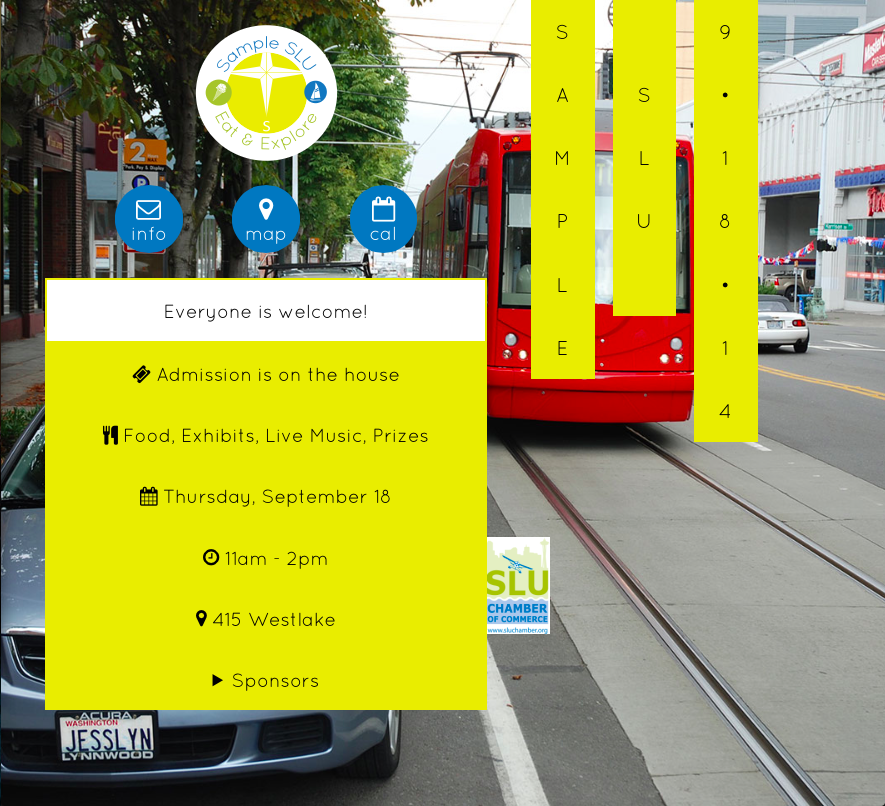 Sample SLU
S
Eat & Explore
info
map
cal
Everyone is welcome!
Admission is on the house
Food, Exhibits, Live Music, Prizes
Thursday, September 18
11am - 2pm
415 Westlake
Sponsors
S
A
M
P
L
E
S
L
U
9
•
1
8
•
1
4
SLU
CHAMBER
OF COMMERCE
www.sluchamber.org
2
P
ACURA
WASHINGTON
JESSLYN
LYNNWOOD